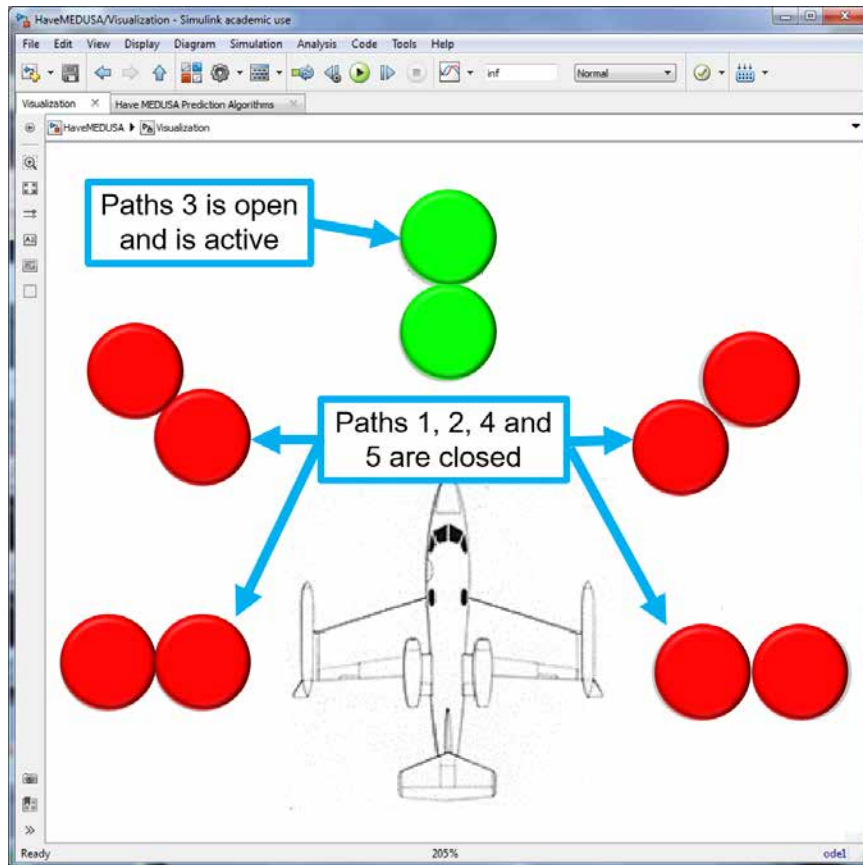 HaveMEDUSA/Visualization - Simulink academic use
File Edit View Display Diagram Simulation Analysis Code Tools Help
inf Normal
Visualization Have MEDUSA Prediction Algorithms
HaveMEDUSA Visualization
Paths 3 is open
and is active
Paths 1, 2, 4 and
5 are closed
Ready 205% ode1